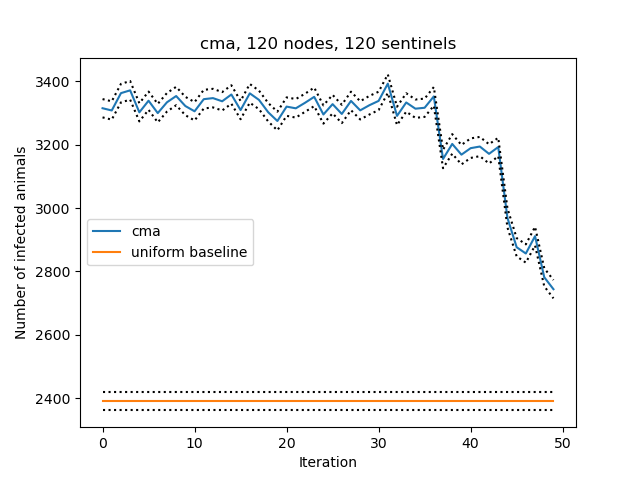 cma, 120 nodes, 120 sentinels
3400
3200
3000
2800
2600
2400
Number of infected animals
cma
uniform baseline
0
10
20
30
40
50
Iteration